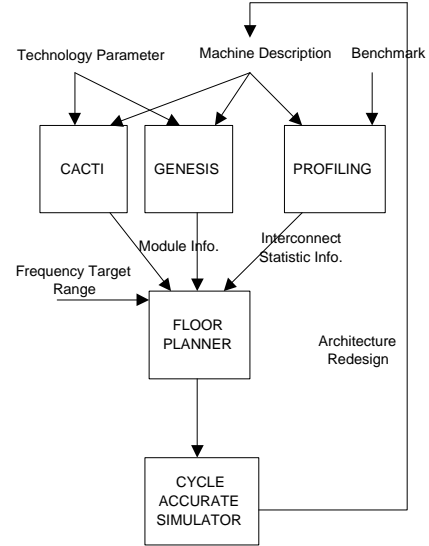 Technology Parameter
Machine Description
Benchmark
CACTI
GENESIS
PROFILING
Module Info.
Interconnect
Statistic Info.
Frequency Target
Range
FLOOR
PLANNER
Architecture
Redesign
CYCLE
ACCURATE
SIMULATOR